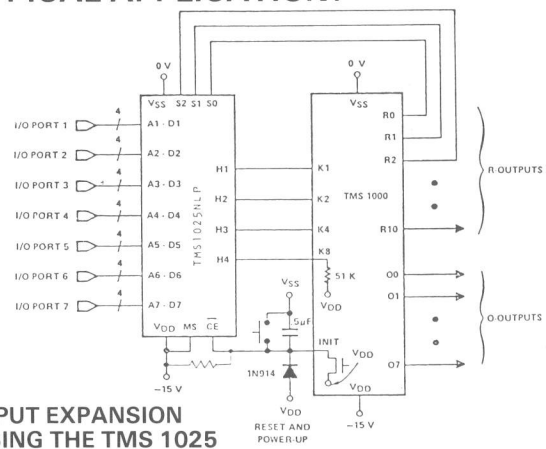 0 V
0 V
VSS S2 S1 S0
VSS
I/O PORT 1 4 A1 - D1
I/O PORT 2 4 A2 - D2
I/O PORT 3 4 A3 - D3
I/O PORT 4 4 A4 - D4
I/O PORT 5 4 A5 - D5
I/O PORT 6 4 A6 - D6
I/O PORT 7 4 A7 - D7
TMS1025NLP
H1
H2
H3
H4
VDD MS CE
-15 V
K1
K2
K4
K8
TMS 1000
51 K
VDD
INIT
VDD
VDD
-15 V
R0
R1
R2
R10
R-OUTPUTS
O0
O1
O7
O-OUTPUTS
VSS
.5µF
1N914
VDD
RESET AND
POWER-UP
PUT EXPANSION
SING THE TMS 1025